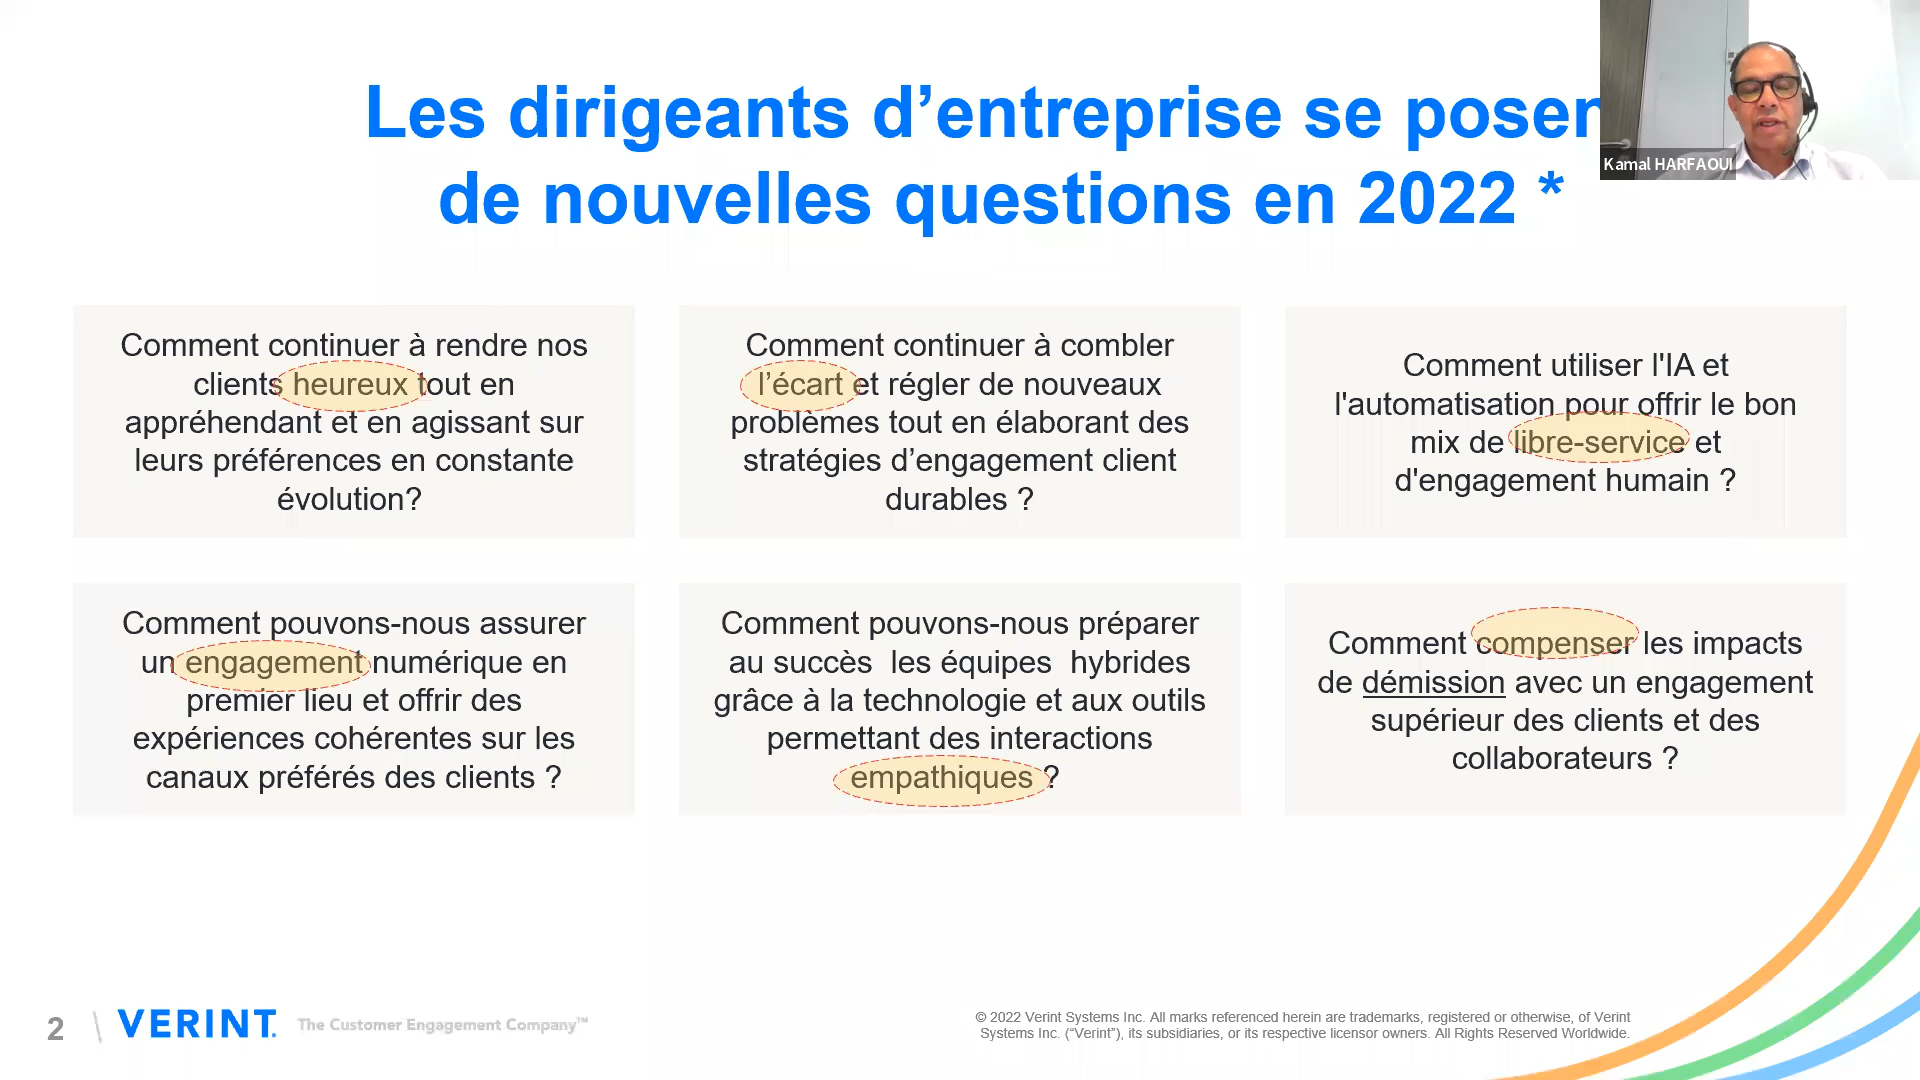 Les dirigeants d’entreprise se posen
de nouvelles questions en 2022 *
Kamal HARFAOUI
Comment continuer à rendre nos
clients heureux tout en
appréhendant et en agissant sur
leurs préférences en constante
évolution?
Comment continuer à combler
l’écart et régler de nouveaux
problèmes tout en élaborant des
stratégies d’engagement client
durables ?
Comment utiliser l'IA et
l'automatisation pour offrir le bon
mix de libre-service et
d'engagement humain ?
Comment pouvons-nous assurer
un engagement numérique en
premier lieu et offrir des
expériences cohérentes sur les
canaux préférés des clients ?
Comment pouvons-nous préparer
au succès les équipes hybrides
grâce à la technologie et aux outils
permettant des interactions
empathiques ?
Comment compenser les impacts
de démission avec un engagement
supérieur des clients et des
collaborateurs ?
2
VERINT.
The Customer Engagement Company™
© 2022 Verint Systems Inc. All marks referenced herein are trademarks, registered or otherwise, of Verint
Systems Inc. (“Verint”), its subsidiaries, or its respective licensor owners. All Rights Reserved Worldwide.